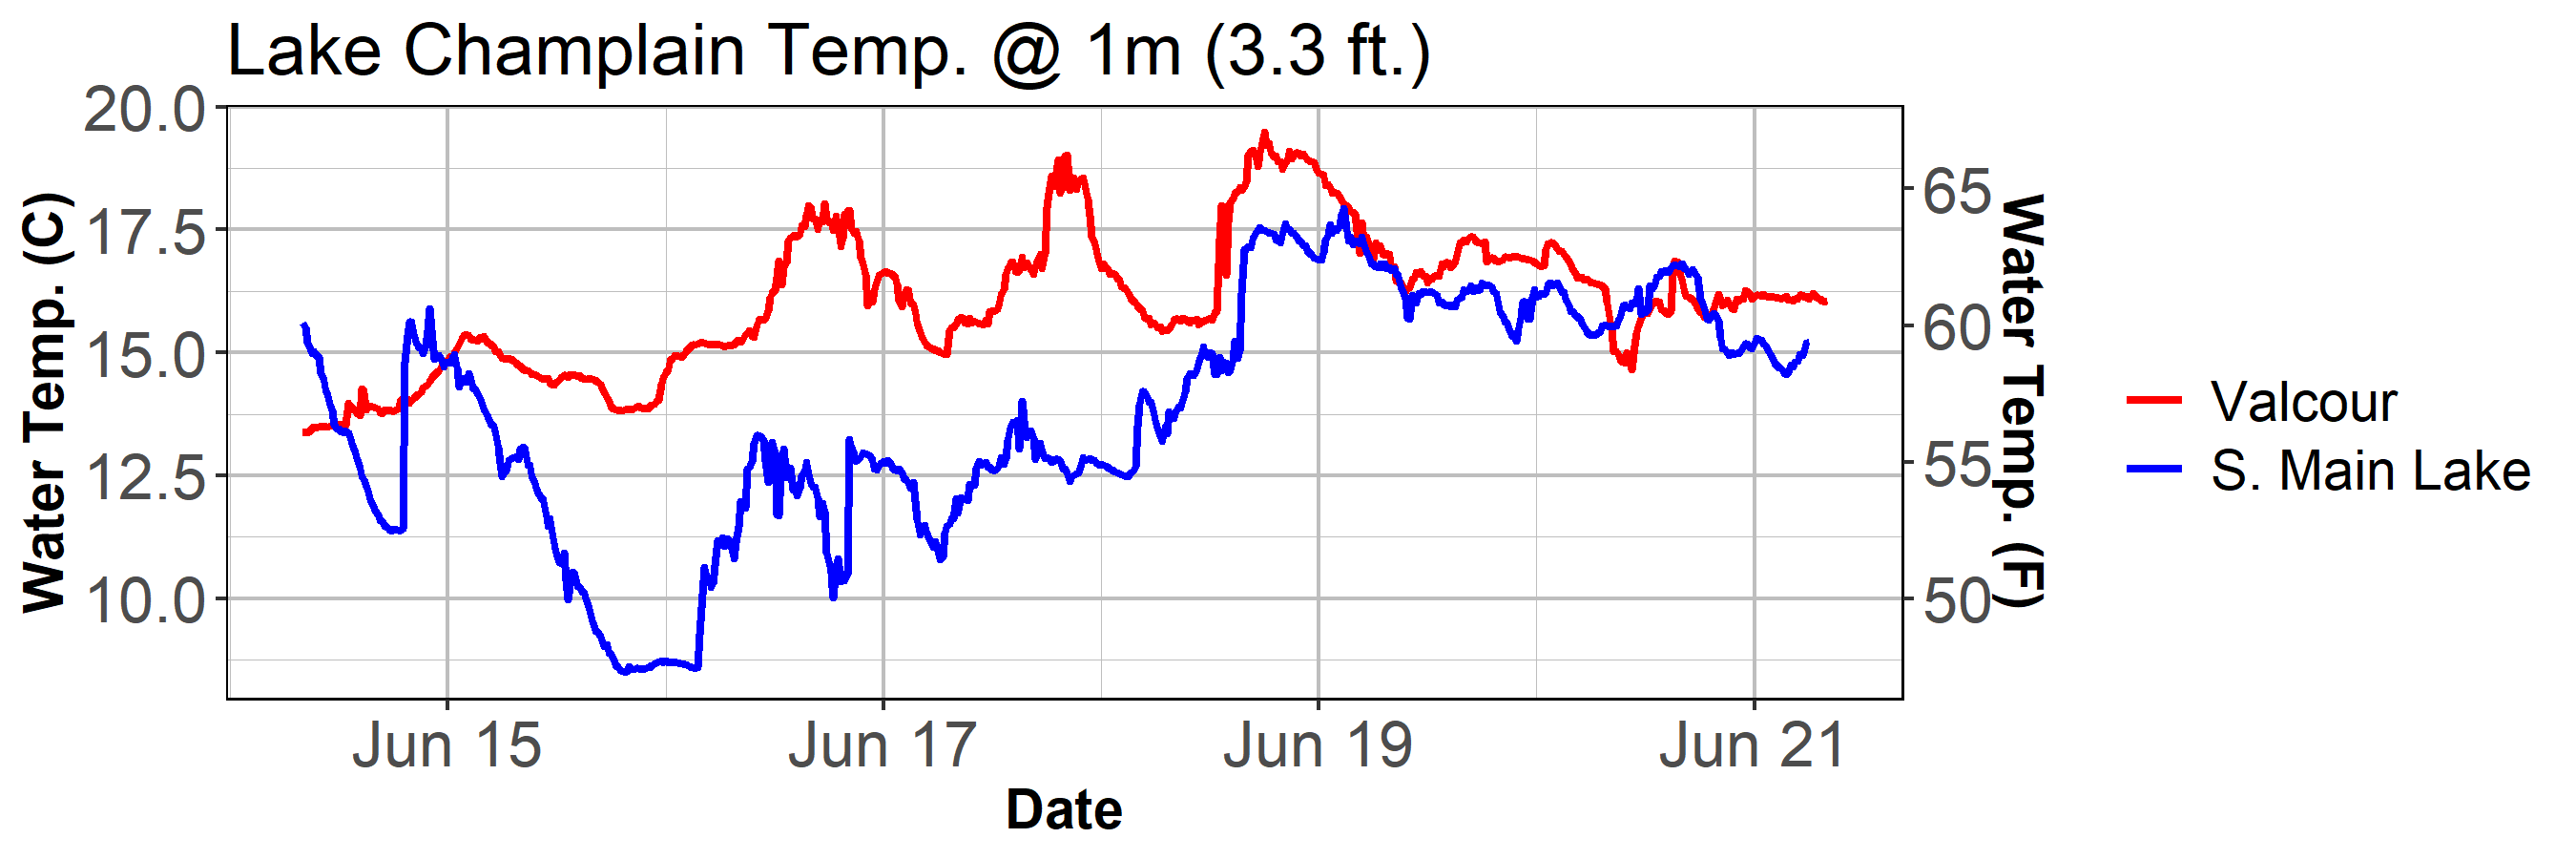 Lake Champlain Temp. @ 1m (3.3 ft.)
Water Temp. (C)
20.0
17.5
15.0
12.5
10.0
65
60
55
50
Water Temp. (F)
Jun 15
Jun 17
Jun 19
Jun 21
Date
Valcour
S. Main Lake